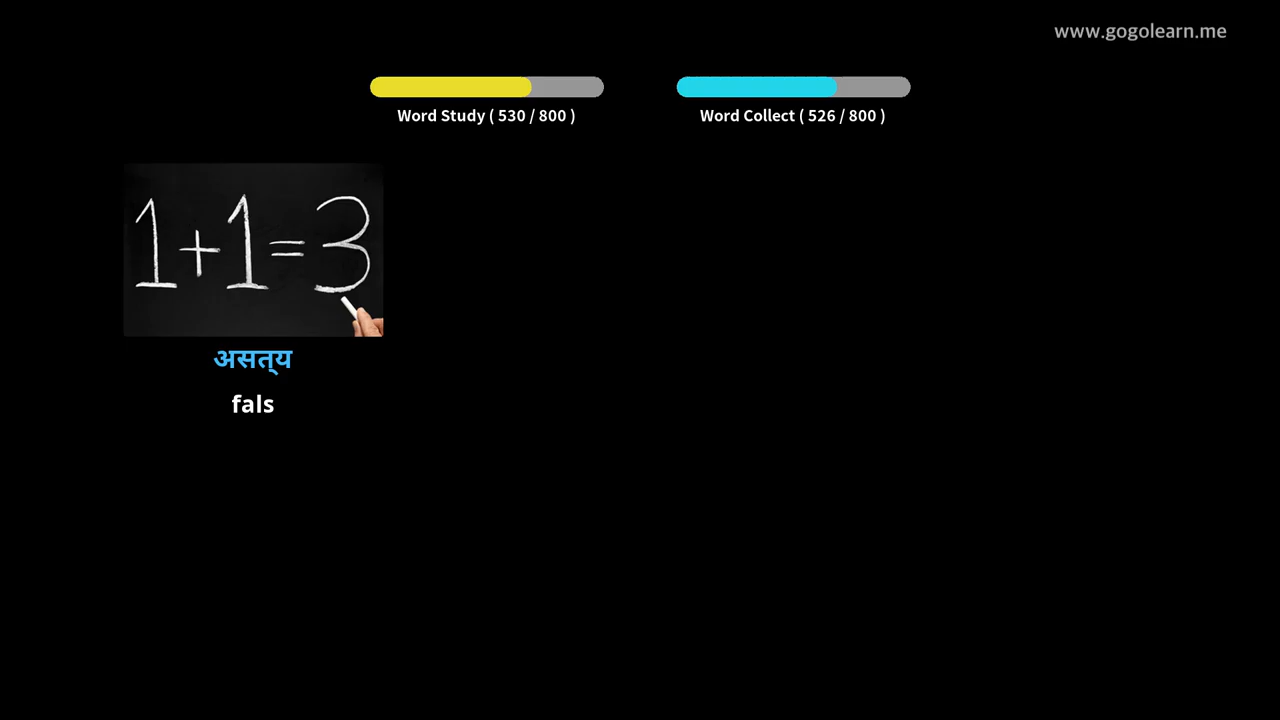 www.gogolearn.me
Word Study ( 530 / 800 )
Word Collect ( 526 / 800 )
1+1=3
असत्य
fals